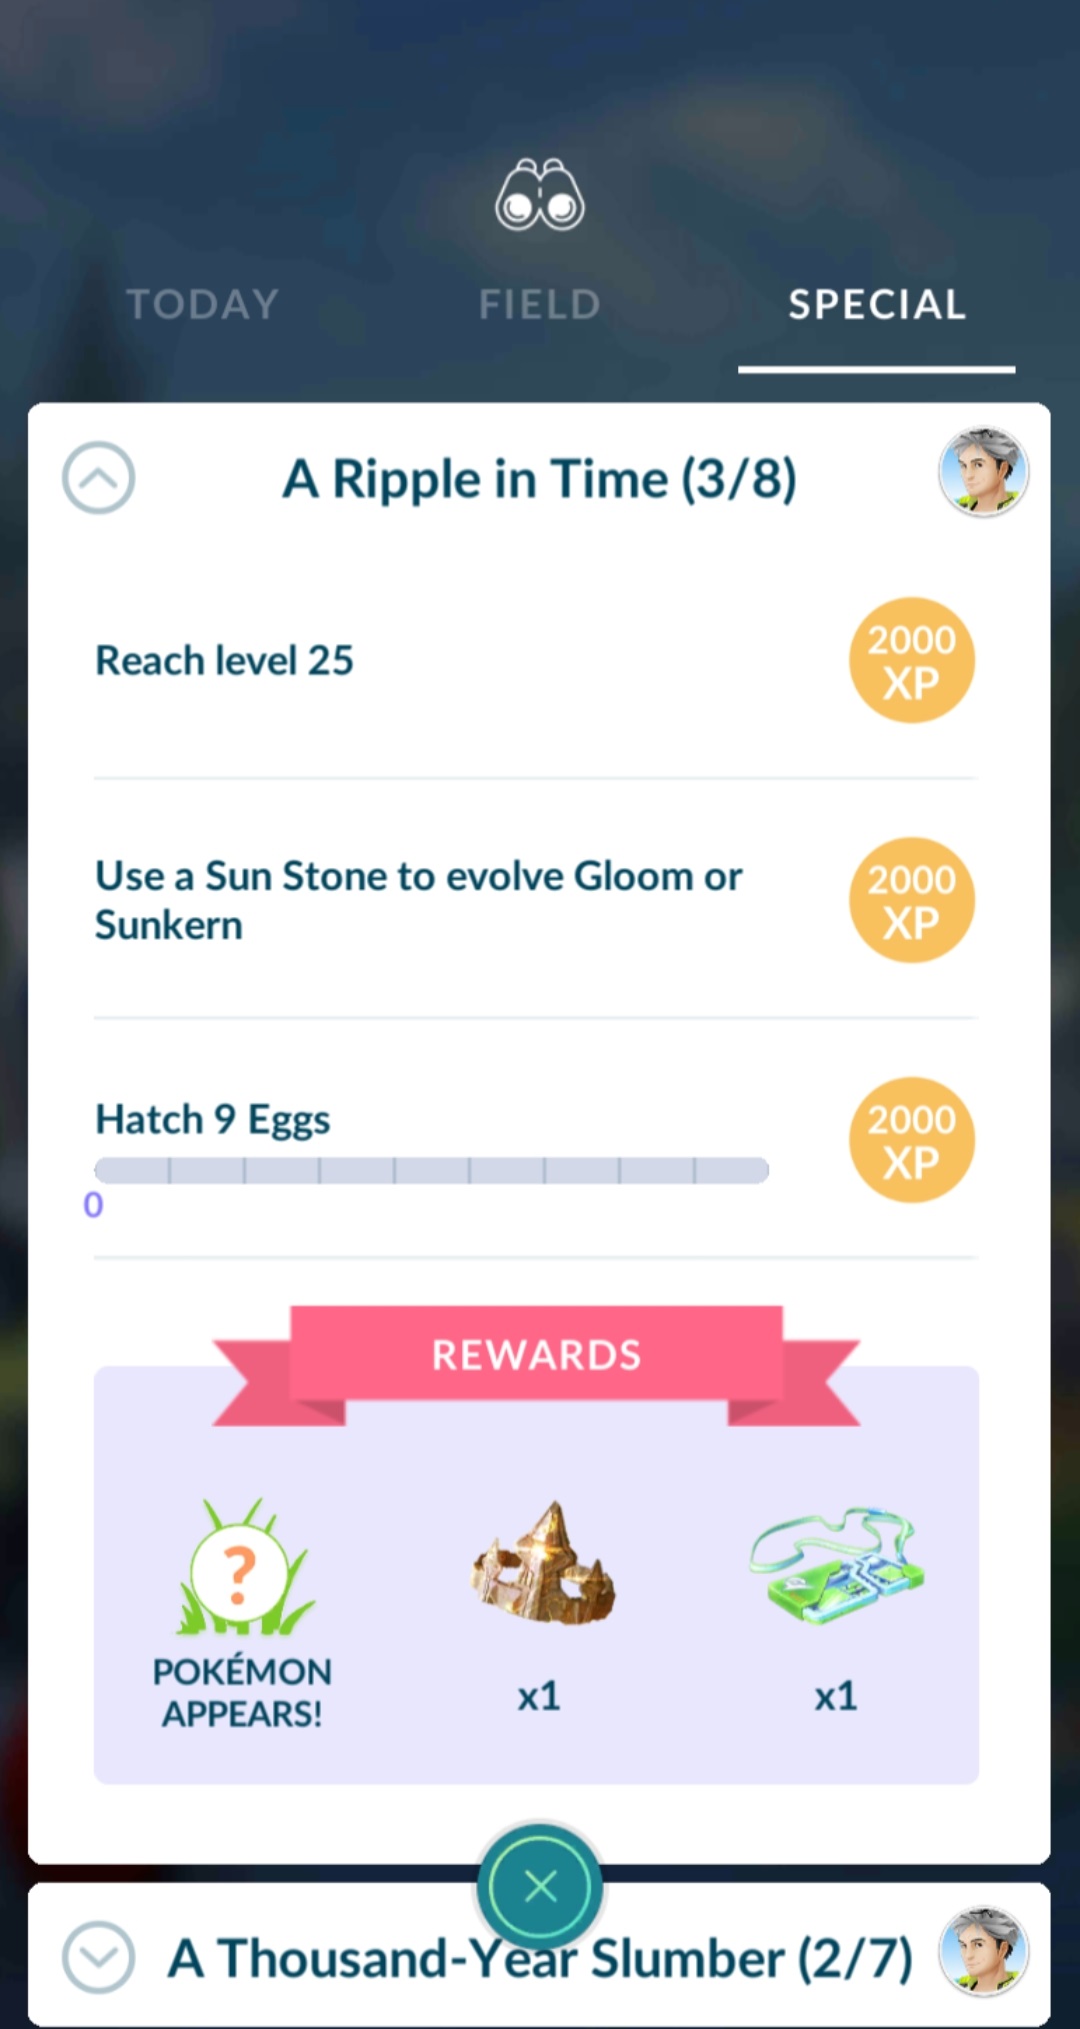 TODAY
FIELD
SPECIAL
A Ripple in Time (3/8)
Reach level 25
2000
XP
Use a Sun Stone to evolve Gloom or
Sunkern
2000
XP
Hatch 9 Eggs
0
2000
XP
REWARDS
?
POKÉMON
APPEARS!
x1
x1
A Thousand-Year Slumber (2/7)